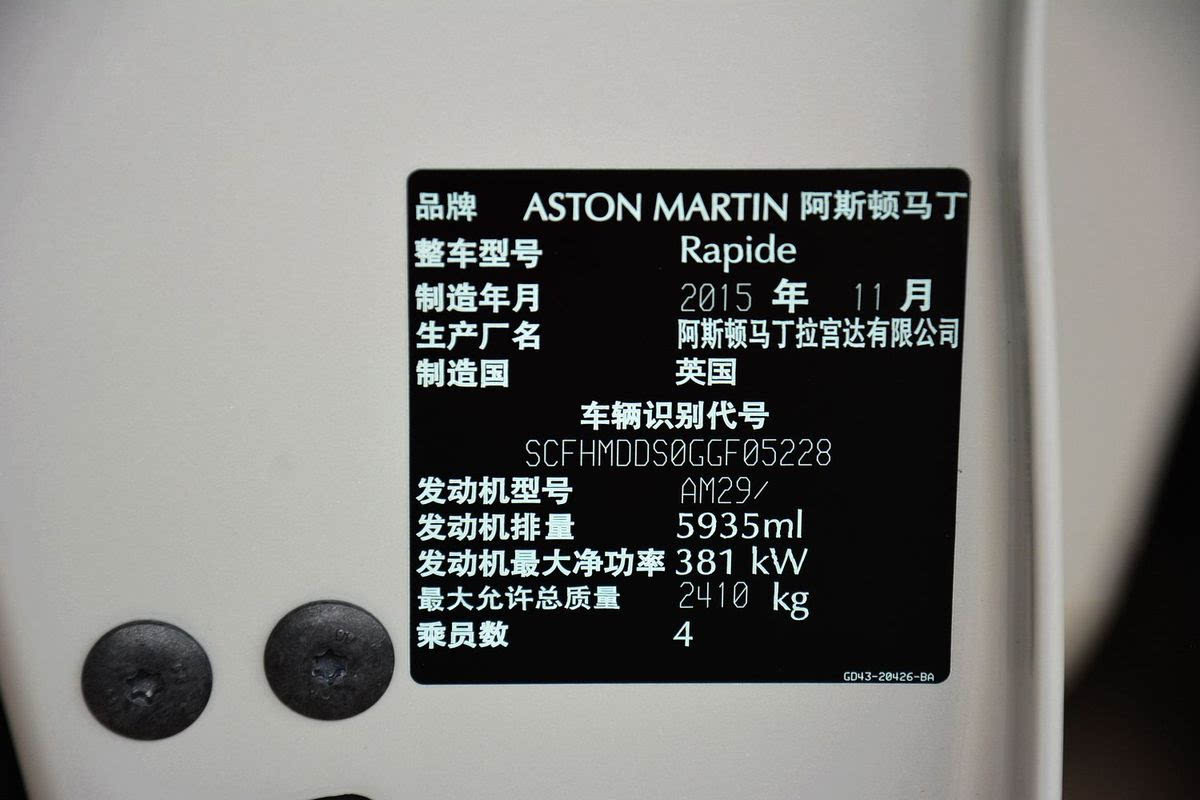 品牌 ASTON MARTIN 阿斯顿马丁
整车型号 Rapide
制造年月 2015 年 11 月
生产厂名 阿斯顿马丁拉宫达有限公司
制造国 英国
车辆识别代号
SCFHMDDS0GGF05228
发动机型号 AM29/
发动机排量 5935ml
发动机最大净功率 381 kW
最大允许总质量 2410 kg
乘员数 4
GD43-20426-BA